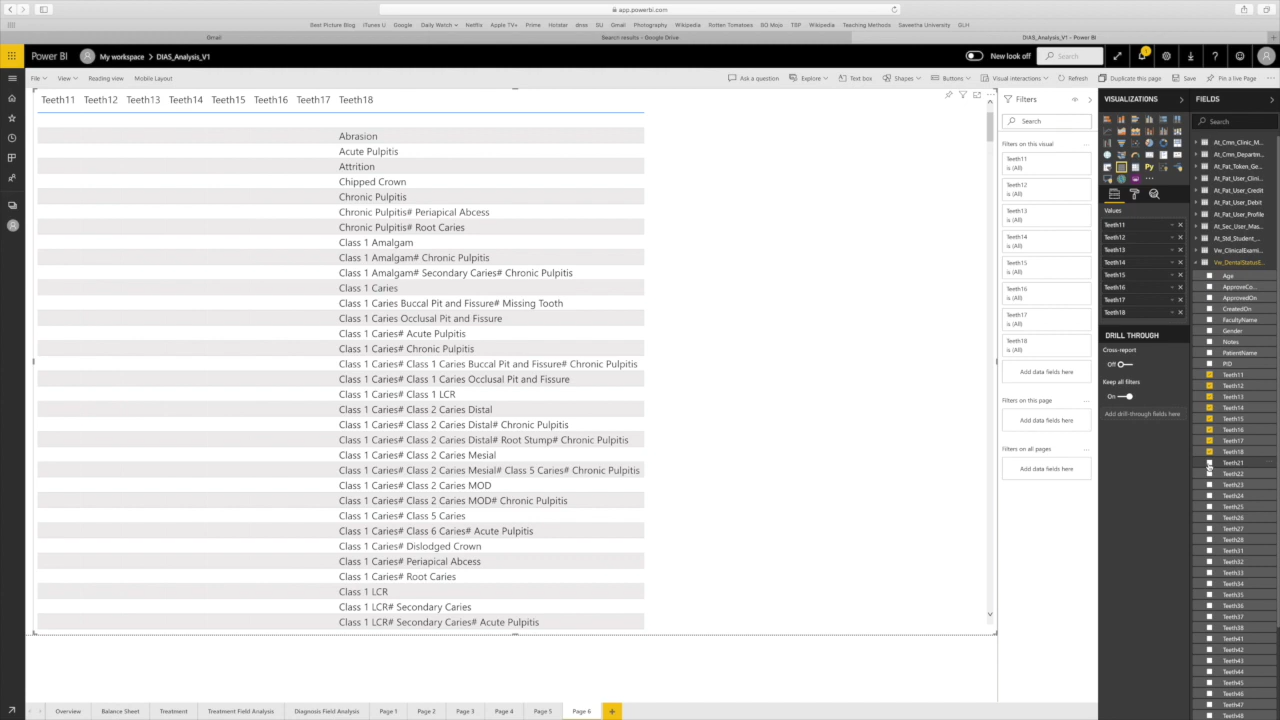 app.powerbi.com
Best Picture Blog iTunes U Google Daily Watch Netflix Apple TV+ Prime Hotstar dnss SU Gmail Photography Wikipedia Rotten Tomatoes BO Mojo TBP Wikipedia Teaching Methods Saveetha University GLH
Gmail Search results - Google Drive DIAS_Analysis_V1 - Power BI
Power BI My workspace > DIAS_Analysis_V1 New look off Search
File View Reading view Mobile Layout Ask a question Explore Text box Shapes Buttons Visual interactions Refresh Duplicate this page Save Pin a live Page
Teeth11 Teeth12 Teeth13 Teeth14 Teeth15 Teeth17 Teeth18
Abrasion
Acute Pulpitis
Attrition
Chipped Crown
Chronic Pulpitis
Chronic Pulpitis# Periapical Abcess
Chronic Pulpitis# Root Caries
Class 1 Amalgam
Class 1 Amalgam# Chronic Pulpitis
Class 1 Amalgam# Secondary Caries# Chronic Pulpitis
Class 1 Caries
Class 1 Caries Buccal Pit and Fissure# Missing Tooth
Class 1 Caries Occlusal Pit and Fissure
Class 1 Caries# Acute Pulpitis
Class 1 Caries# Chronic Pulpitis
Class 1 Caries# Class 1 Caries Buccal Pit and Fissure# Chronic Pulpitis
Class 1 Caries# Class 1 Caries Occlusal Pit and Fissure
Class 1 Caries# Class 1 LCR
Class 1 Caries# Class 2 Caries Distal
Class 1 Caries# Class 2 Caries Distal# Chronic Pulpitis
Class 1 Caries# Class 2 Caries Distal# Root Stump# Chronic Pulpitis
Class 1 Caries# Class 2 Caries Mesial
Class 1 Caries# Class 2 Caries Mesial# Class 5 Caries# Chronic Pulpitis
Class 1 Caries# Class 2 Caries MOD
Class 1 Caries# Class 2 Caries MOD# Chronic Pulpitis
Class 1 Caries# Class 5 Caries
Class 1 Caries# Class 6 Caries# Acute Pulpitis
Class 1 Caries# Dislodged Crown
Class 1 Caries# Periapical Abcess
Class 1 Caries# Root Caries
Class 1 LCR
Class 1 LCR# Secondary Caries
Class 1 LCR# Secondary Caries# Acute Pulpitis
Filters
Search
Filters on this visual
Teeth11
is (All)
Teeth12
is (All)
Teeth13
is (All)
Teeth14
is (All)
Teeth15
is (All)
Teeth16
is (All)
Teeth17
is (All)
Teeth18
is (All)
Add data fields here
Filters on this page
Add data fields here
Filters on all pages
Add data fields here
VISUALIZATIONS
Values
Teeth11
Teeth12
Teeth13
Teeth14
Teeth15
Teeth16
Teeth17
Teeth18
DRILL THROUGH
Cross-report
Off
Keep all filters
On
Add drill-through fields here
FIELDS
Search
At_Cmn_Clinic_M...
At_Cmn_Departm...
At_Pat_Token_Ge...
At_Pat_User_Clini...
At_Pat_User_Credit
At_Pat_User_Debit
At_Pat_User_Profile
At_Sec_User_Mas...
At_Std_Student_...
Vw_ClinicalExami...
Vw_DentalStatusE...
Age
ApproveCo...
ApprovedOn
CreatedOn
FacultyName
Gender
Notes
PatientName
PID
Teeth11
Teeth12
Teeth13
Teeth14
Teeth15
Teeth16
Teeth17
Teeth18
Teeth21
Teeth22
Teeth23
Teeth24
Teeth25
Teeth26
Teeth27
Teeth28
Teeth31
Teeth32
Teeth33
Teeth34
Teeth35
Teeth36
Teeth37
Teeth38
Teeth41
Teeth42
Teeth43
Teeth44
Teeth45
Teeth46
Teeth47
Teeth48
Overview Balance Sheet Treatment Treatment Field Analysis Diagnosis Field Analysis Page 1 Page 2 Page 3 Page 4 Page 5 Page 6